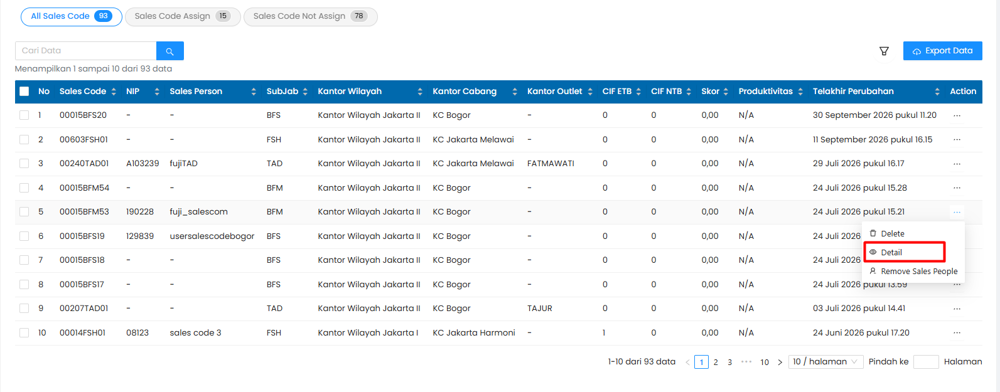 All Sales Code 93 Sales Code Assign 15 Sales Code Not Assign 78
Cari Data Export Data
Menampilkan 1 sampai 10 dari 93 data
No Sales Code NIP Sales Person SubJab Kantor Wilayah Kantor Cabang Kantor Outlet CIF ETB CIF NTB Skor Produktivitas Telakhir Perubahan Action
1 00015BFS20 - - BFS Kantor Wilayah Jakarta II KC Bogor - 0 0 0,00 N/A 30 September 2026 pukul 11.20 ...
2 00603FSH01 - - FSH Kantor Wilayah Jakarta II KC Jakarta Melawai - 0 0 0,00 N/A 11 September 2026 pukul 16.15 ...
3 00240TAD01 A103239 fujiTAD TAD Kantor Wilayah Jakarta II KC Jakarta Melawai FATMAWATI 0 0 0,00 N/A 29 Juli 2026 pukul 16.17 ...
4 00015BFM54 - - BFM Kantor Wilayah Jakarta II KC Bogor - 0 0 0,00 N/A 24 Juli 2026 pukul 15.28 ...
5 00015BFM53 190228 fuji_salescom BFM Kantor Wilayah Jakarta II KC Bogor - 0 0 0,00 N/A 24 Juli 2026 pukul 15.21 ...
6 00015BFS19 129839 usersalescodebogor BFS Kantor Wilayah Jakarta II KC Bogor - 0 0 0,00 N/A 24 Juli 2026
Delete
Detail
Remove Sales People
7 00015BFS18 - - BFS Kantor Wilayah Jakarta II KC Bogor - 0 0 0,00 N/A 24 Juli 2026
8 00015BFS17 - - BFS Kantor Wilayah Jakarta II KC Bogor - 0 0 0,00 N/A 24 Juli 2026 pukul 13.59 ...
9 00207TAD01 - - TAD Kantor Wilayah Jakarta II KC Bogor TAJUR 0 0 0,00 N/A 03 Juli 2026 pukul 14.41 ...
10 00014FSH01 08123 sales code 3 FSH Kantor Wilayah Jakarta I KC Jakarta Harmoni - 1 0 0,00 N/A 24 Juni 2026 pukul 17.20 ...
1-10 dari 93 data < 1 2 3 ••• 10 > 10 / halaman Pindah ke Halaman